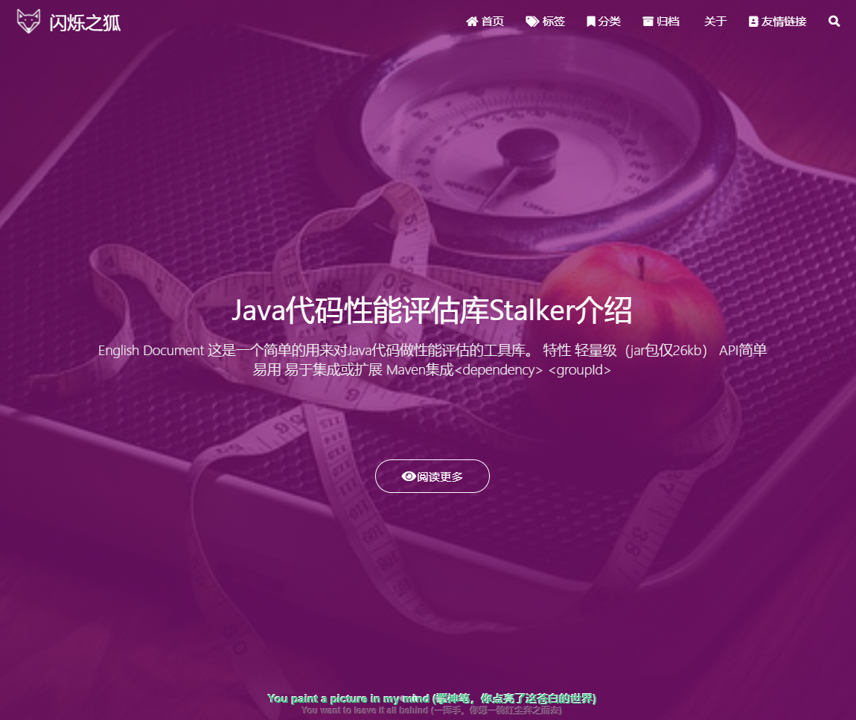 闪烁之狐
首页 标签 分类 归档 关于 友情链接
Java代码性能评估库Stalker介绍
English Document 这是一个简单的用来对Java代码做性能评估的工具库。 特性 轻量级（jar包仅26kb） API简单
易用 易于集成或扩展 Maven集成<dependency> <groupId>
阅读更多
You paint a picture in my mind (擎神笔，你点亮了这苍白的世界)
You want to leave it all behind